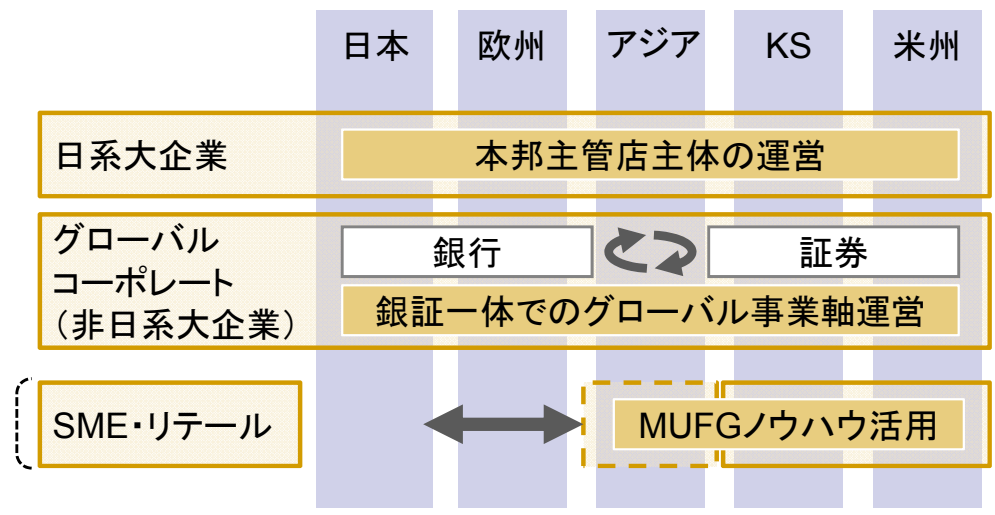 日本 欧州 アジア KS 米州
日系大企業
本邦主管店主体の運営
グローバル
コーポレート
（非日系大企業）
銀行 証券
銀証一体でのグローバル事業軸運営
SME・リテール
MUFGノウハウ活用